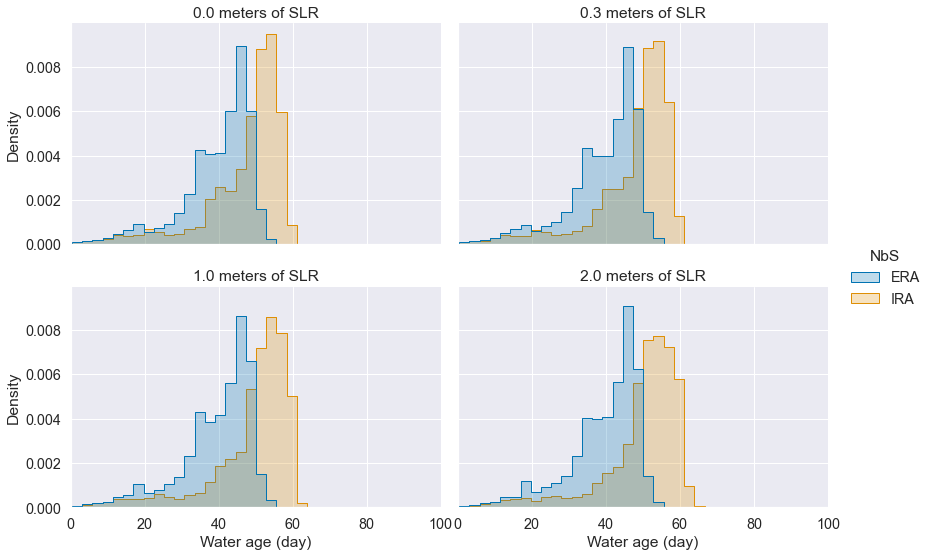 0.0 meters of SLR
0.3 meters of SLR
Density
0.008
0.006
0.004
0.002
0.000
NbS
ERA
IRA
1.0 meters of SLR
2.0 meters of SLR
Density
0.008
0.006
0.004
0.002
0.000
0 20 40 60 80 100
0 20 40 60 80 100
Water age (day)
Water age (day)